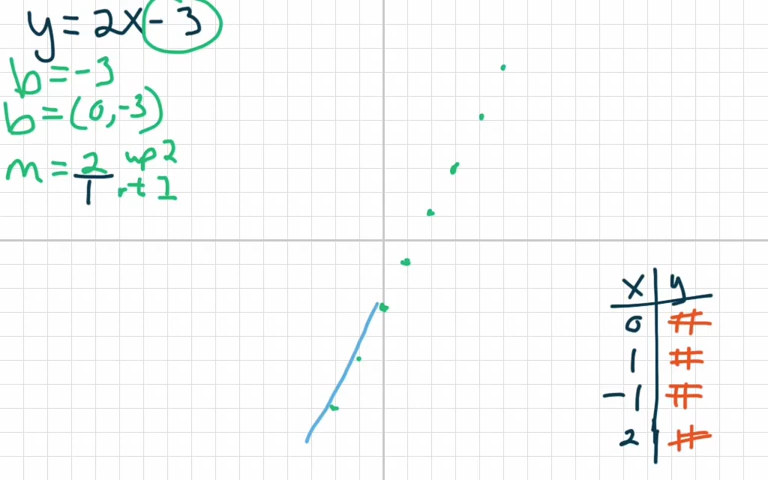 y = 2x - 3
b = -3
b = (0, -3)
m = 2/1 up 2
rt 1
x | y
0 | #
1 | #
-1 | #
2 | #